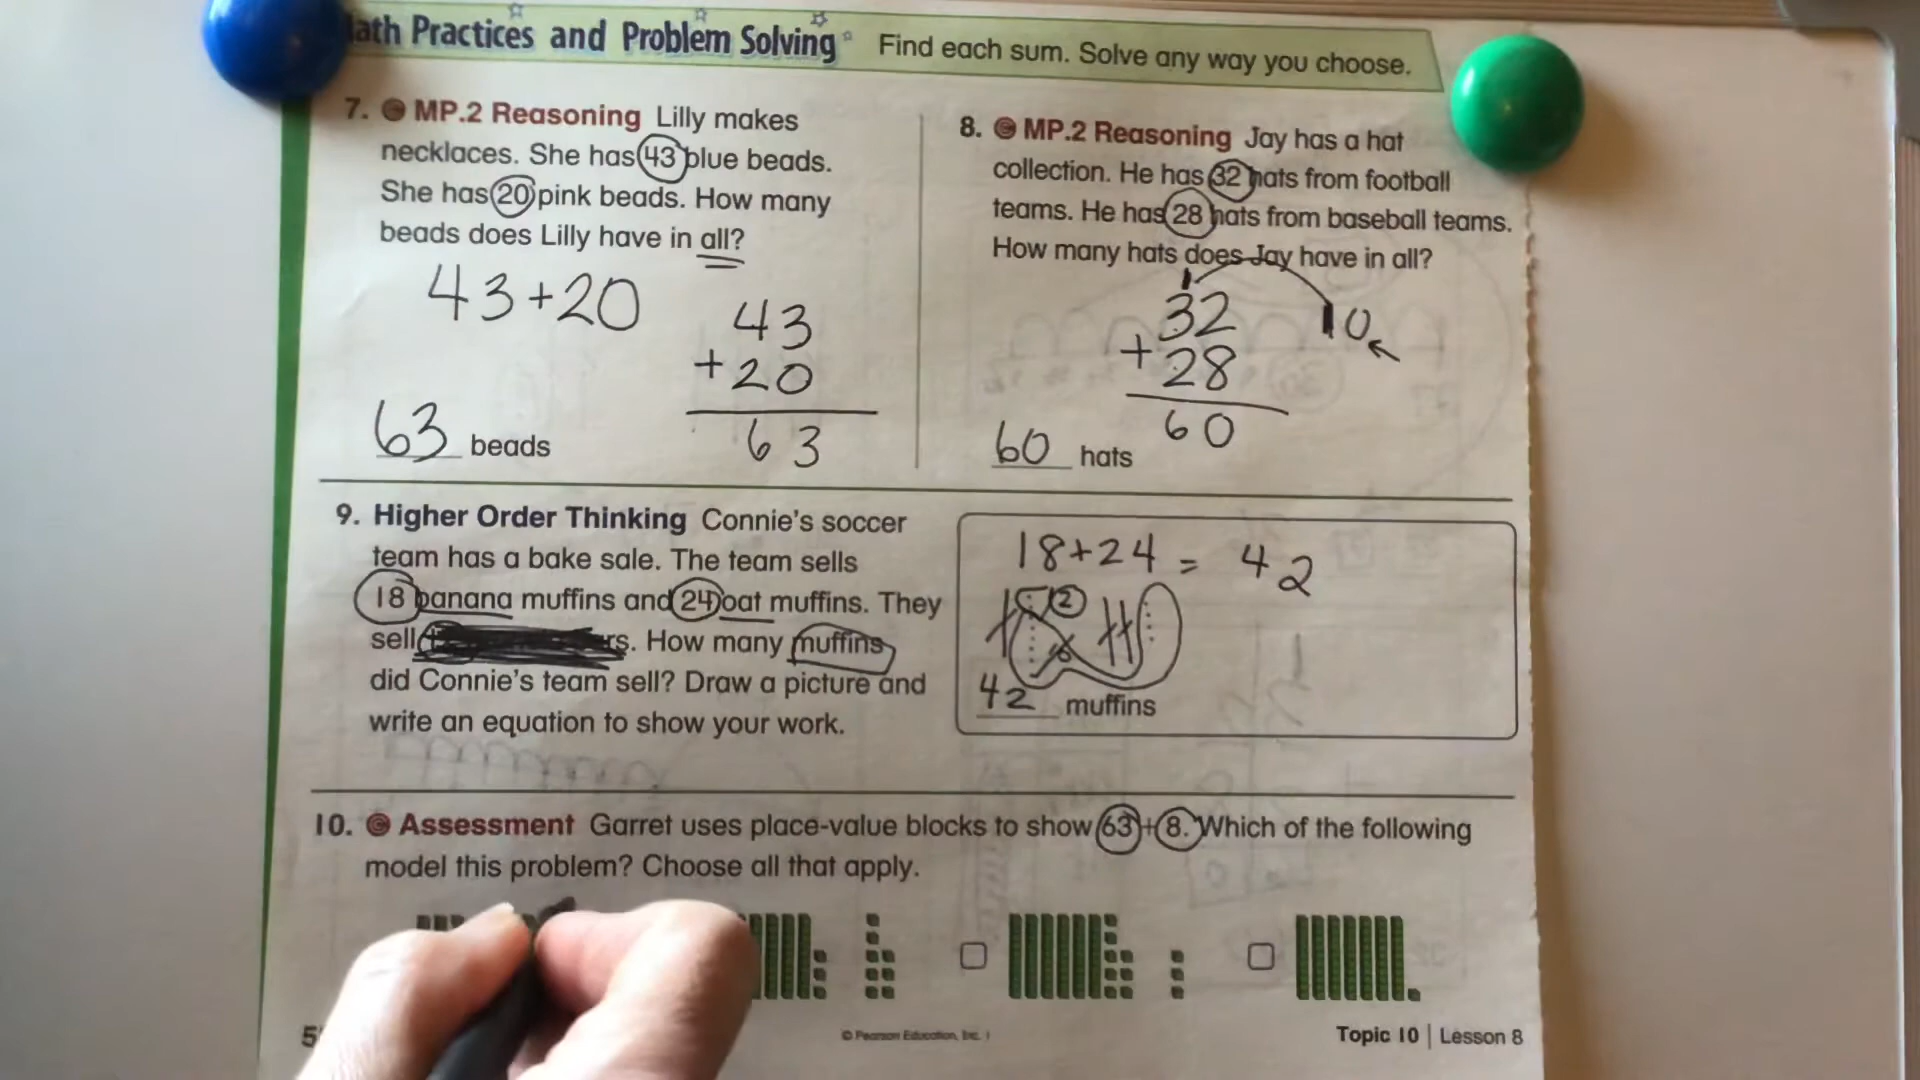 ath Practices and Problem Solving Find each sum. Solve any way you choose.
7. MP.2 Reasoning Lilly makes
necklaces. She has 43 blue beads.
She has 20 pink beads. How many
beads does Lilly have in all?
43+20
43
+20
63
63 beads
8. MP.2 Reasoning Jay has a hat
collection. He has 32 hats from football
teams. He has 28 hats from baseball teams.
How many hats does Jay have in all?
1
32
+28
60
10
60 hats
9. Higher Order Thinking Connie's soccer
team has a bake sale. The team sells
18 banana muffins and 24 oat muffins. They
sell rs. How many muffins
did Connie's team sell? Draw a picture and
write an equation to show your work.
18+24 = 42
2
42 muffins
10. Assessment Garret uses place-value blocks to show 63+8. Which of the following
model this problem? Choose all that apply.
5
© Pearson Education, Inc. 1
Topic 10 | Lesson 8